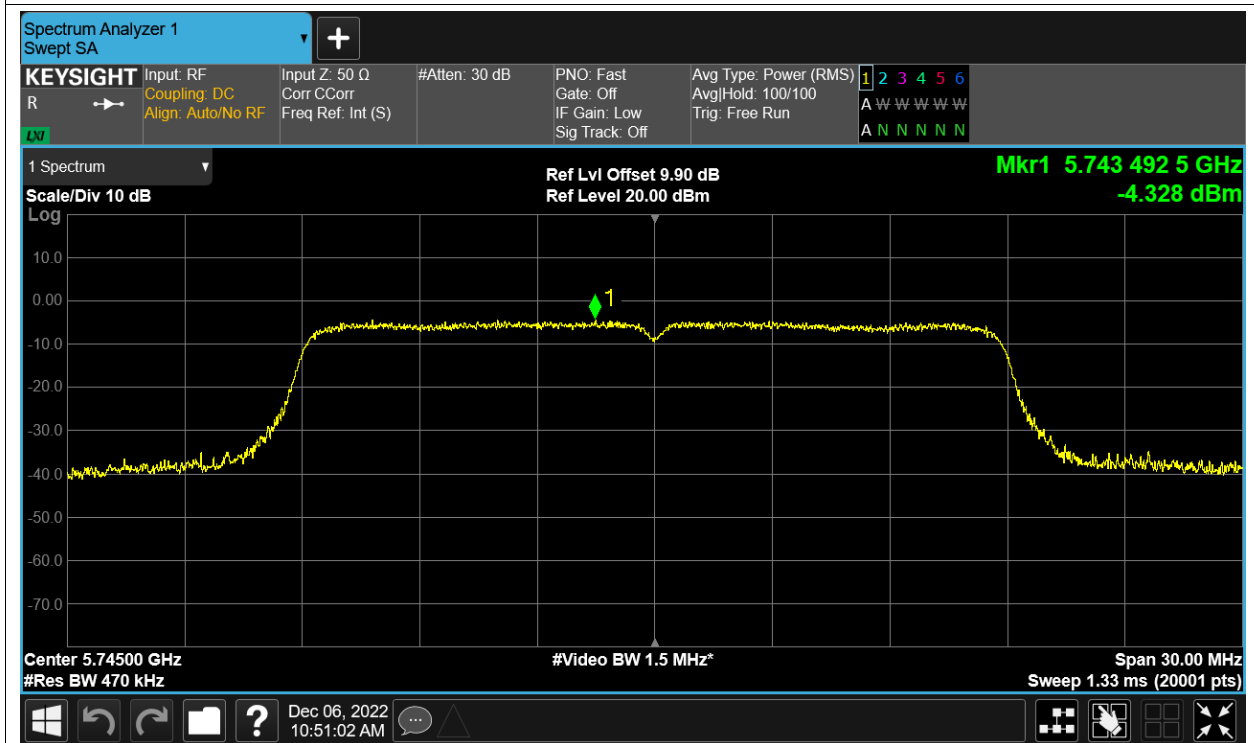 Spectrum Analyzer 1
Swept SA
+
KEYSIGHT
R
LXI
Input: RF
Coupling: DC
Align: Auto/No RF
Input Z: 50 Ω
Corr CCorr
Freq Ref: Int (S)
#Atten: 30 dB
PNO: Fast
Gate: Off
IF Gain: Low
Sig Track: Off
Avg Type: Power (RMS)
Avg|Hold: 100/100
Trig: Free Run
1 2 3 4 5 6
A W W W W W
A N N N N N
1 Spectrum
Scale/Div 10 dB
Log
Ref Lvl Offset 9.90 dB
Ref Level 20.00 dBm
Mkr1 5.743 492 5 GHz
-4.328 dBm
10.0
0.00
1
-10.0
-20.0
-30.0
-40.0
-50.0
-60.0
-70.0
Center 5.74500 GHz
#Video BW 1.5 MHz*
Span 30.00 MHz
#Res BW 470 kHz
Sweep 1.33 ms (20001 pts)
?
Dec 06, 2022
10:51:02 AM